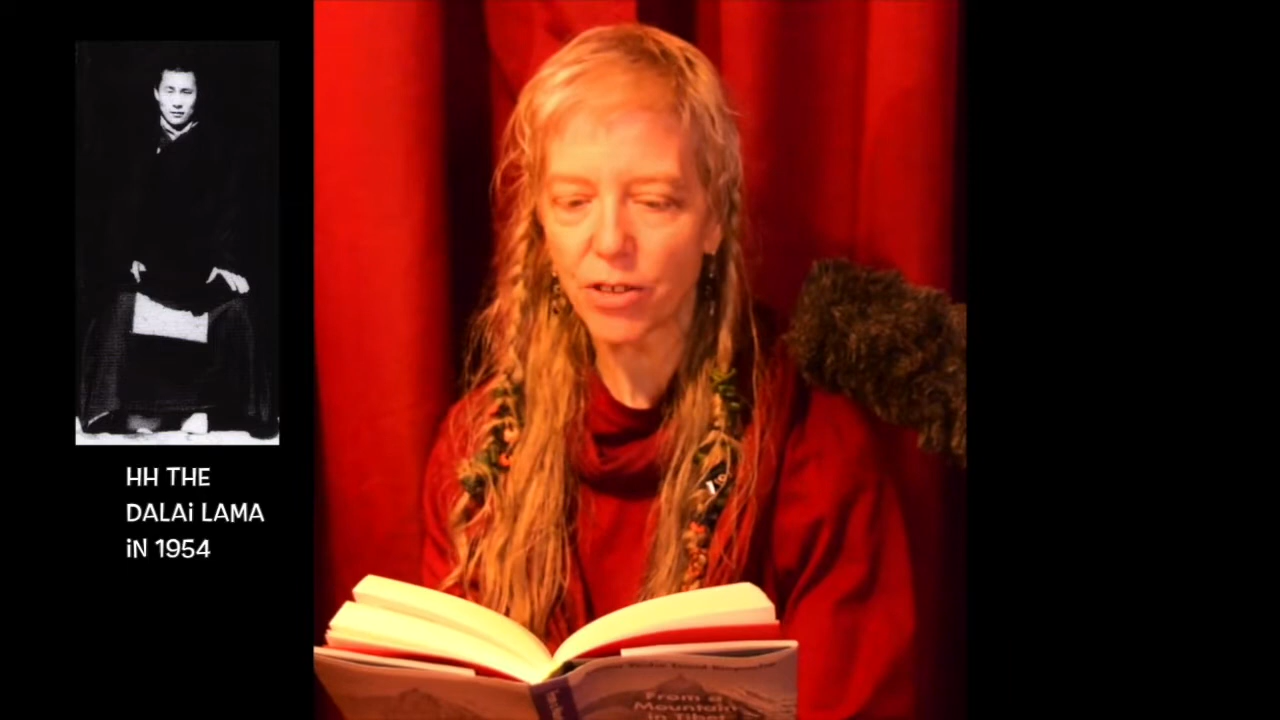 HH THE
DALAi LAMA
iN 1954
From a
Mountain
in Tibet